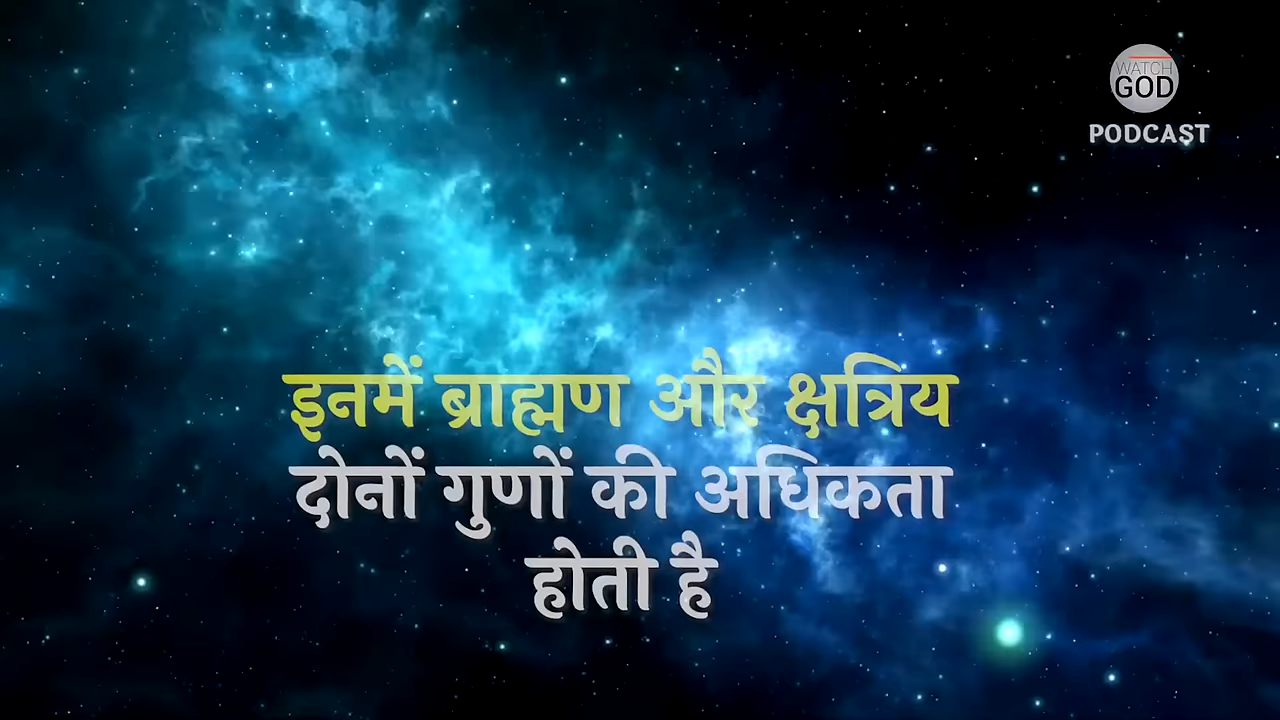 WATCH
GOD
PODCAST
इनमें ब्राह्मण और क्षत्रिय
दोनों गुणों की अधिकता
होती है